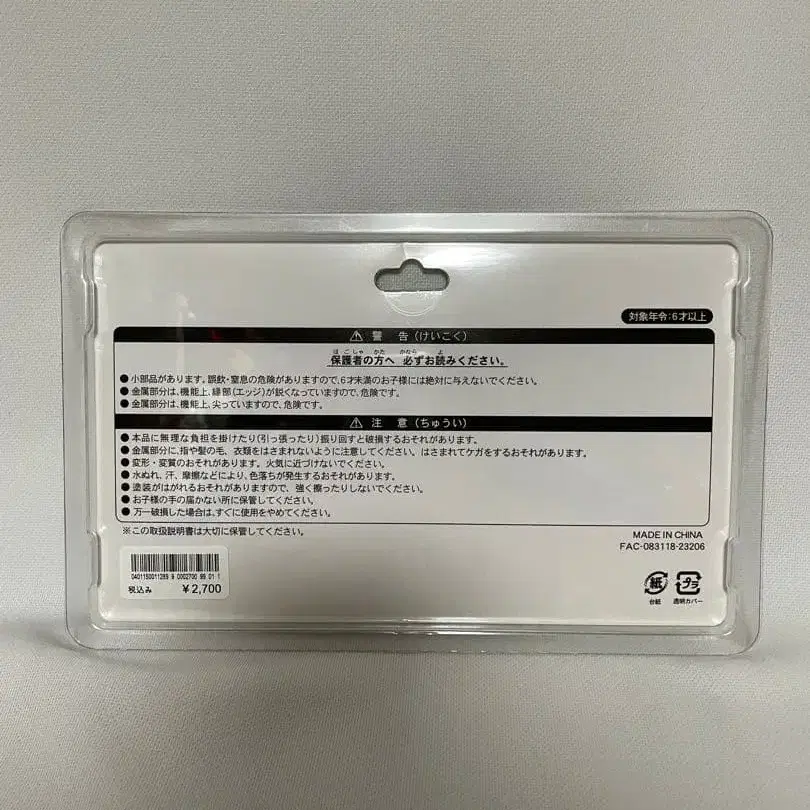 対象年令:6才以上
⚠ 警 告(けいこく)
ほごしゃ かた かなら よ
保護者の方へ 必ずお読みください。
● 小部品があります。誤飲・窒息の危険がありますので、6才未満のお子様には絶対に与えないでください。
● 金属部分は、機能上、縁部(エッジ)が鋭くなっていますので、危険です。
● 金属部分は、機能上、尖っていますので、危険です。
⚠ 注 意(ちゅうい)
● 本品に無理な負担を掛けたり(引っ張ったり)振り回すと破損するおそれがあります。
● 金属部分に、指や髪の毛、衣類をはさまれないように注意してください。はさまれてケガをするおそれがあります。
● 変形・変質のおそれがあります。火気に近づけないでください。
● 水ぬれ、汗、摩擦などにより、色落ちが発生するおそれがあります。
● 塗装がはがれるおそれがありますので、強く擦ったりしないでください。
● お子様の手の届かない所に保管してください。
● 万一破損した場合は、すぐに使用をやめてください。
※この取扱説明書は大切に保管してください。
MADE IN CHINA
FAC-083118-23206
0401150011289 9 0002700 99 01 1
税込み ¥2,700
紙 プラ
台紙 透明カバー